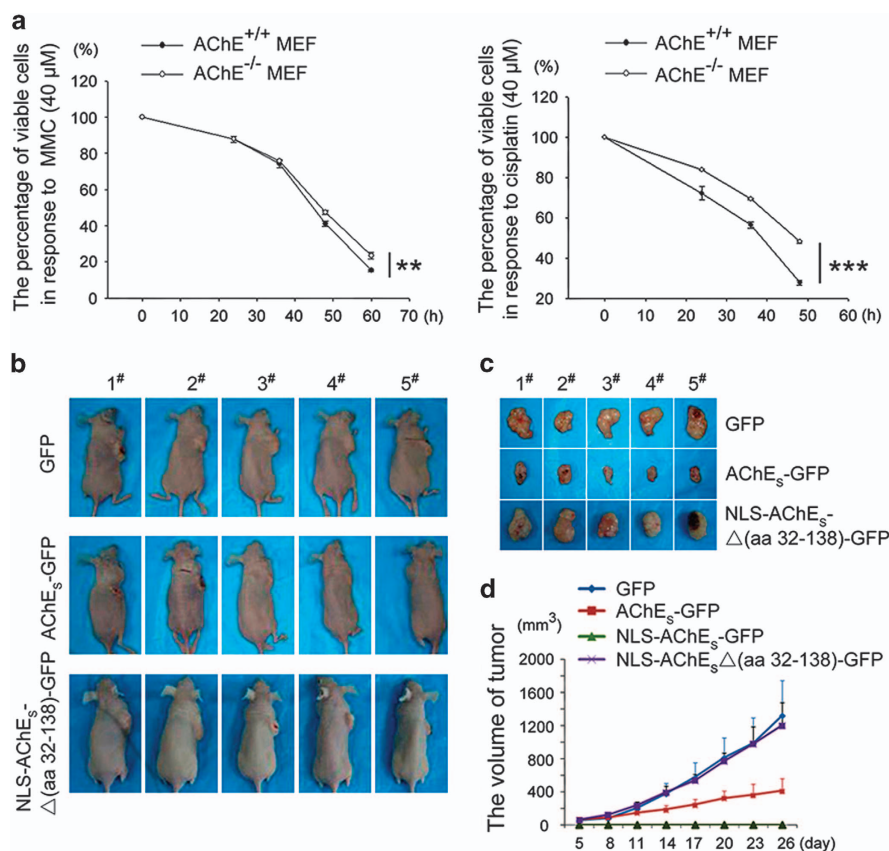 a
AChE+/+ MEF
AChE-/- MEF
(%)
The percentage of viable cells
in response to MMC (40 μM)
120
100
80
60
40
20
0
0 10 20 30 40 50 60 70 (h)
**
AChE+/+ MEF
AChE-/- MEF
(%)
The percentage of viable cells
in response to cisplatin (40 μM)
120
100
80
60
40
20
0 10 20 30 40 50 60 (h)
***
b
1# 2# 3# 4# 5#
GFP
AChES-GFP
NLS-AChES-
△(aa 32-138)-GFP
c
1# 2# 3# 4# 5#
GFP
AChES-GFP
NLS-AChES-
△(aa 32-138)-GFP
d
GFP
AChES-GFP
NLS-AChES-GFP
NLS-AChES△(aa 32-138)-GFP
(mm3)
The volume of tumor
2000
1600
1200
800
400
0
5 8 11 14 17 20 23 26 (day)